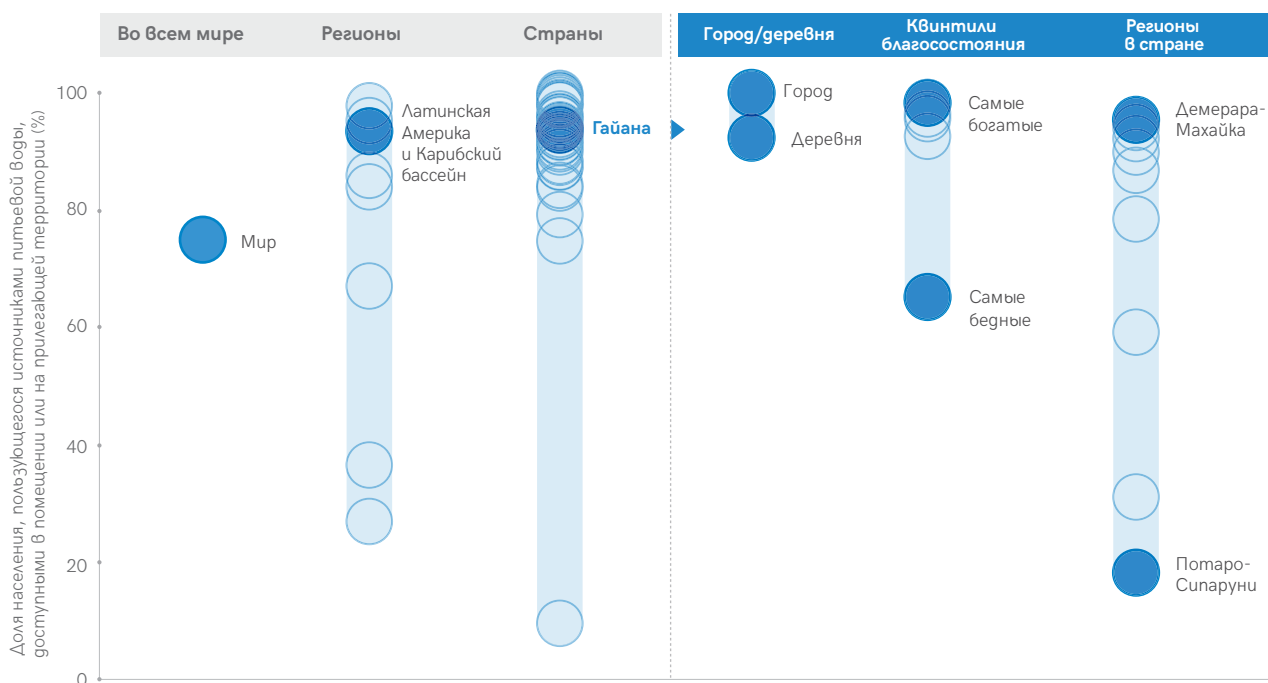 Во всем мире
Регионы
Страны
Город/деревня
Квинтили
благосостояния
Регионы
в стране
Доля населения, пользующегося источниками питьевой воды,
доступными в помещении или на прилегающей территории (%)
100
80
60
40
20
0
Мир
Латинская
Америка
и Карибский
бассейн
Гайана
Город
Деревня
Самые
богатые
Самые
бедные
Демерара-
Махайка
Потаро-
Сипаруни